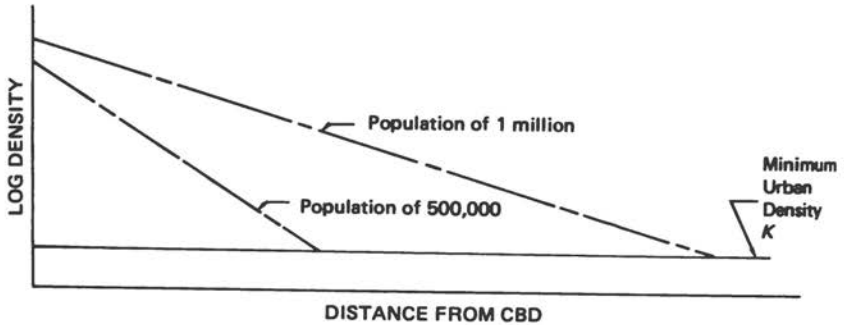 LOG DENSITY
Population of 1 million
Population of 500,000
Minimum
Urban
Density
K
DISTANCE FROM CBD